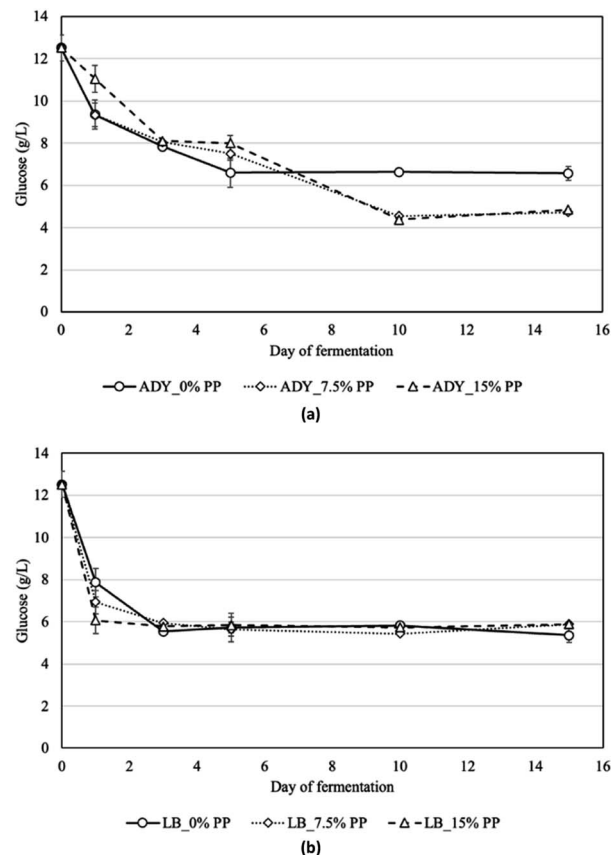 14
12
10
8
6
4
2
0
Glucose (g/L)
0 2 4 6 8 10 12 14 16
Day of fermentation
ADY_0% PP ADY_7.5% PP ADY_15% PP
(a)
14
12
10
8
6
4
2
0
Glucose (g/L)
0 2 4 6 8 10 12 14 16
Day of fermentation
LB_0% PP LB_7.5% PP LB_15% PP
(b)